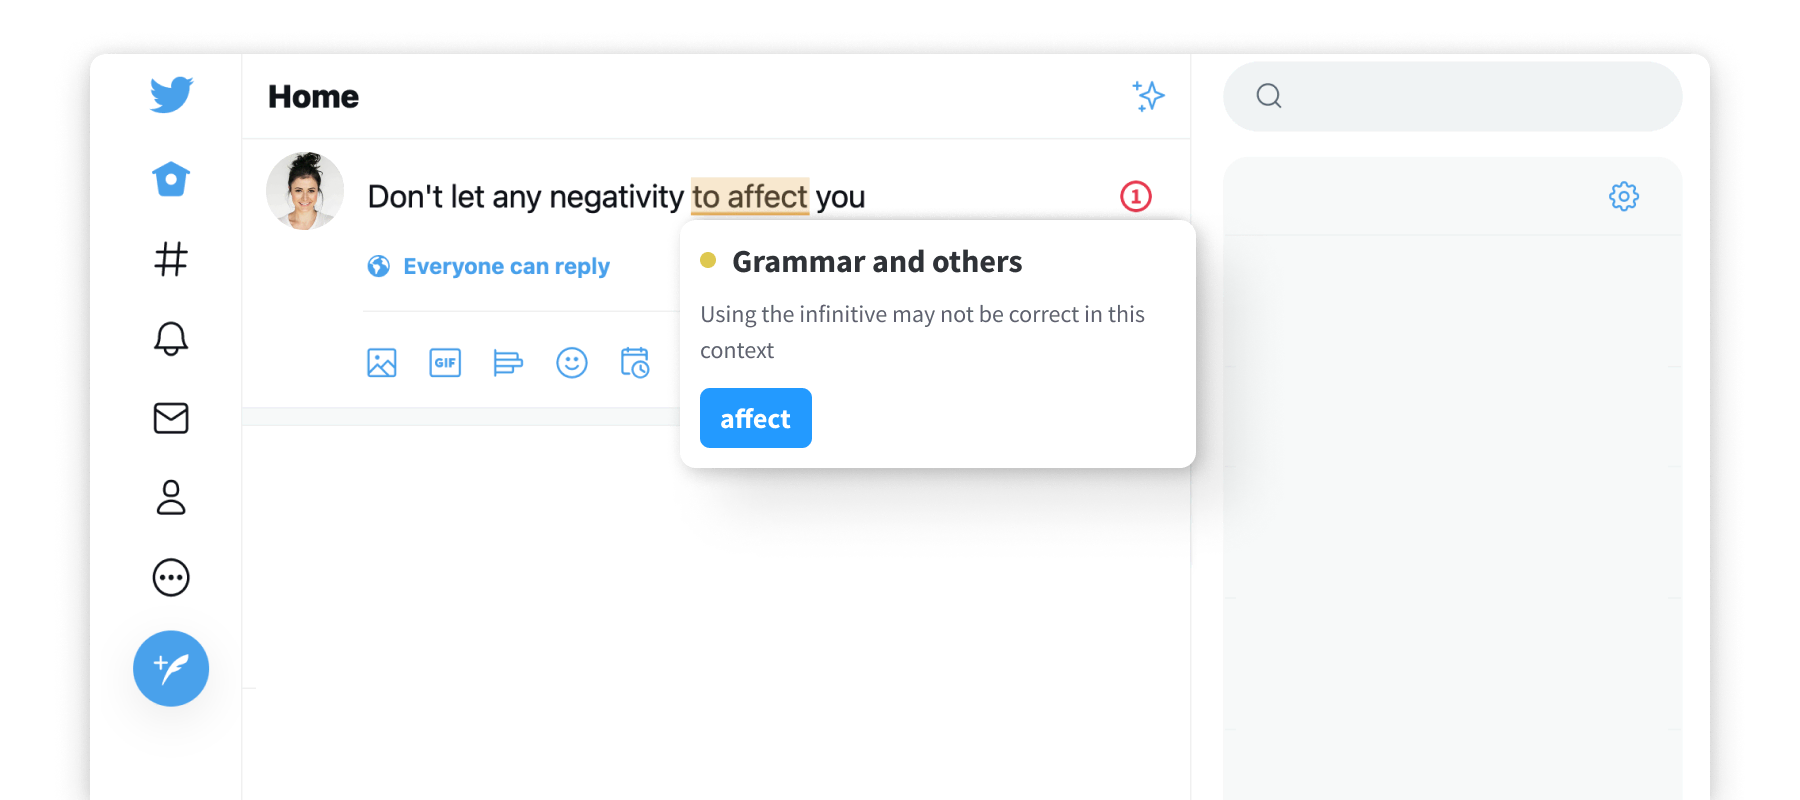 Home
Don't let any negativity to affect you
1
Everyone can reply
GIF
Grammar and others
Using the infinitive may not be correct in this
context
affect